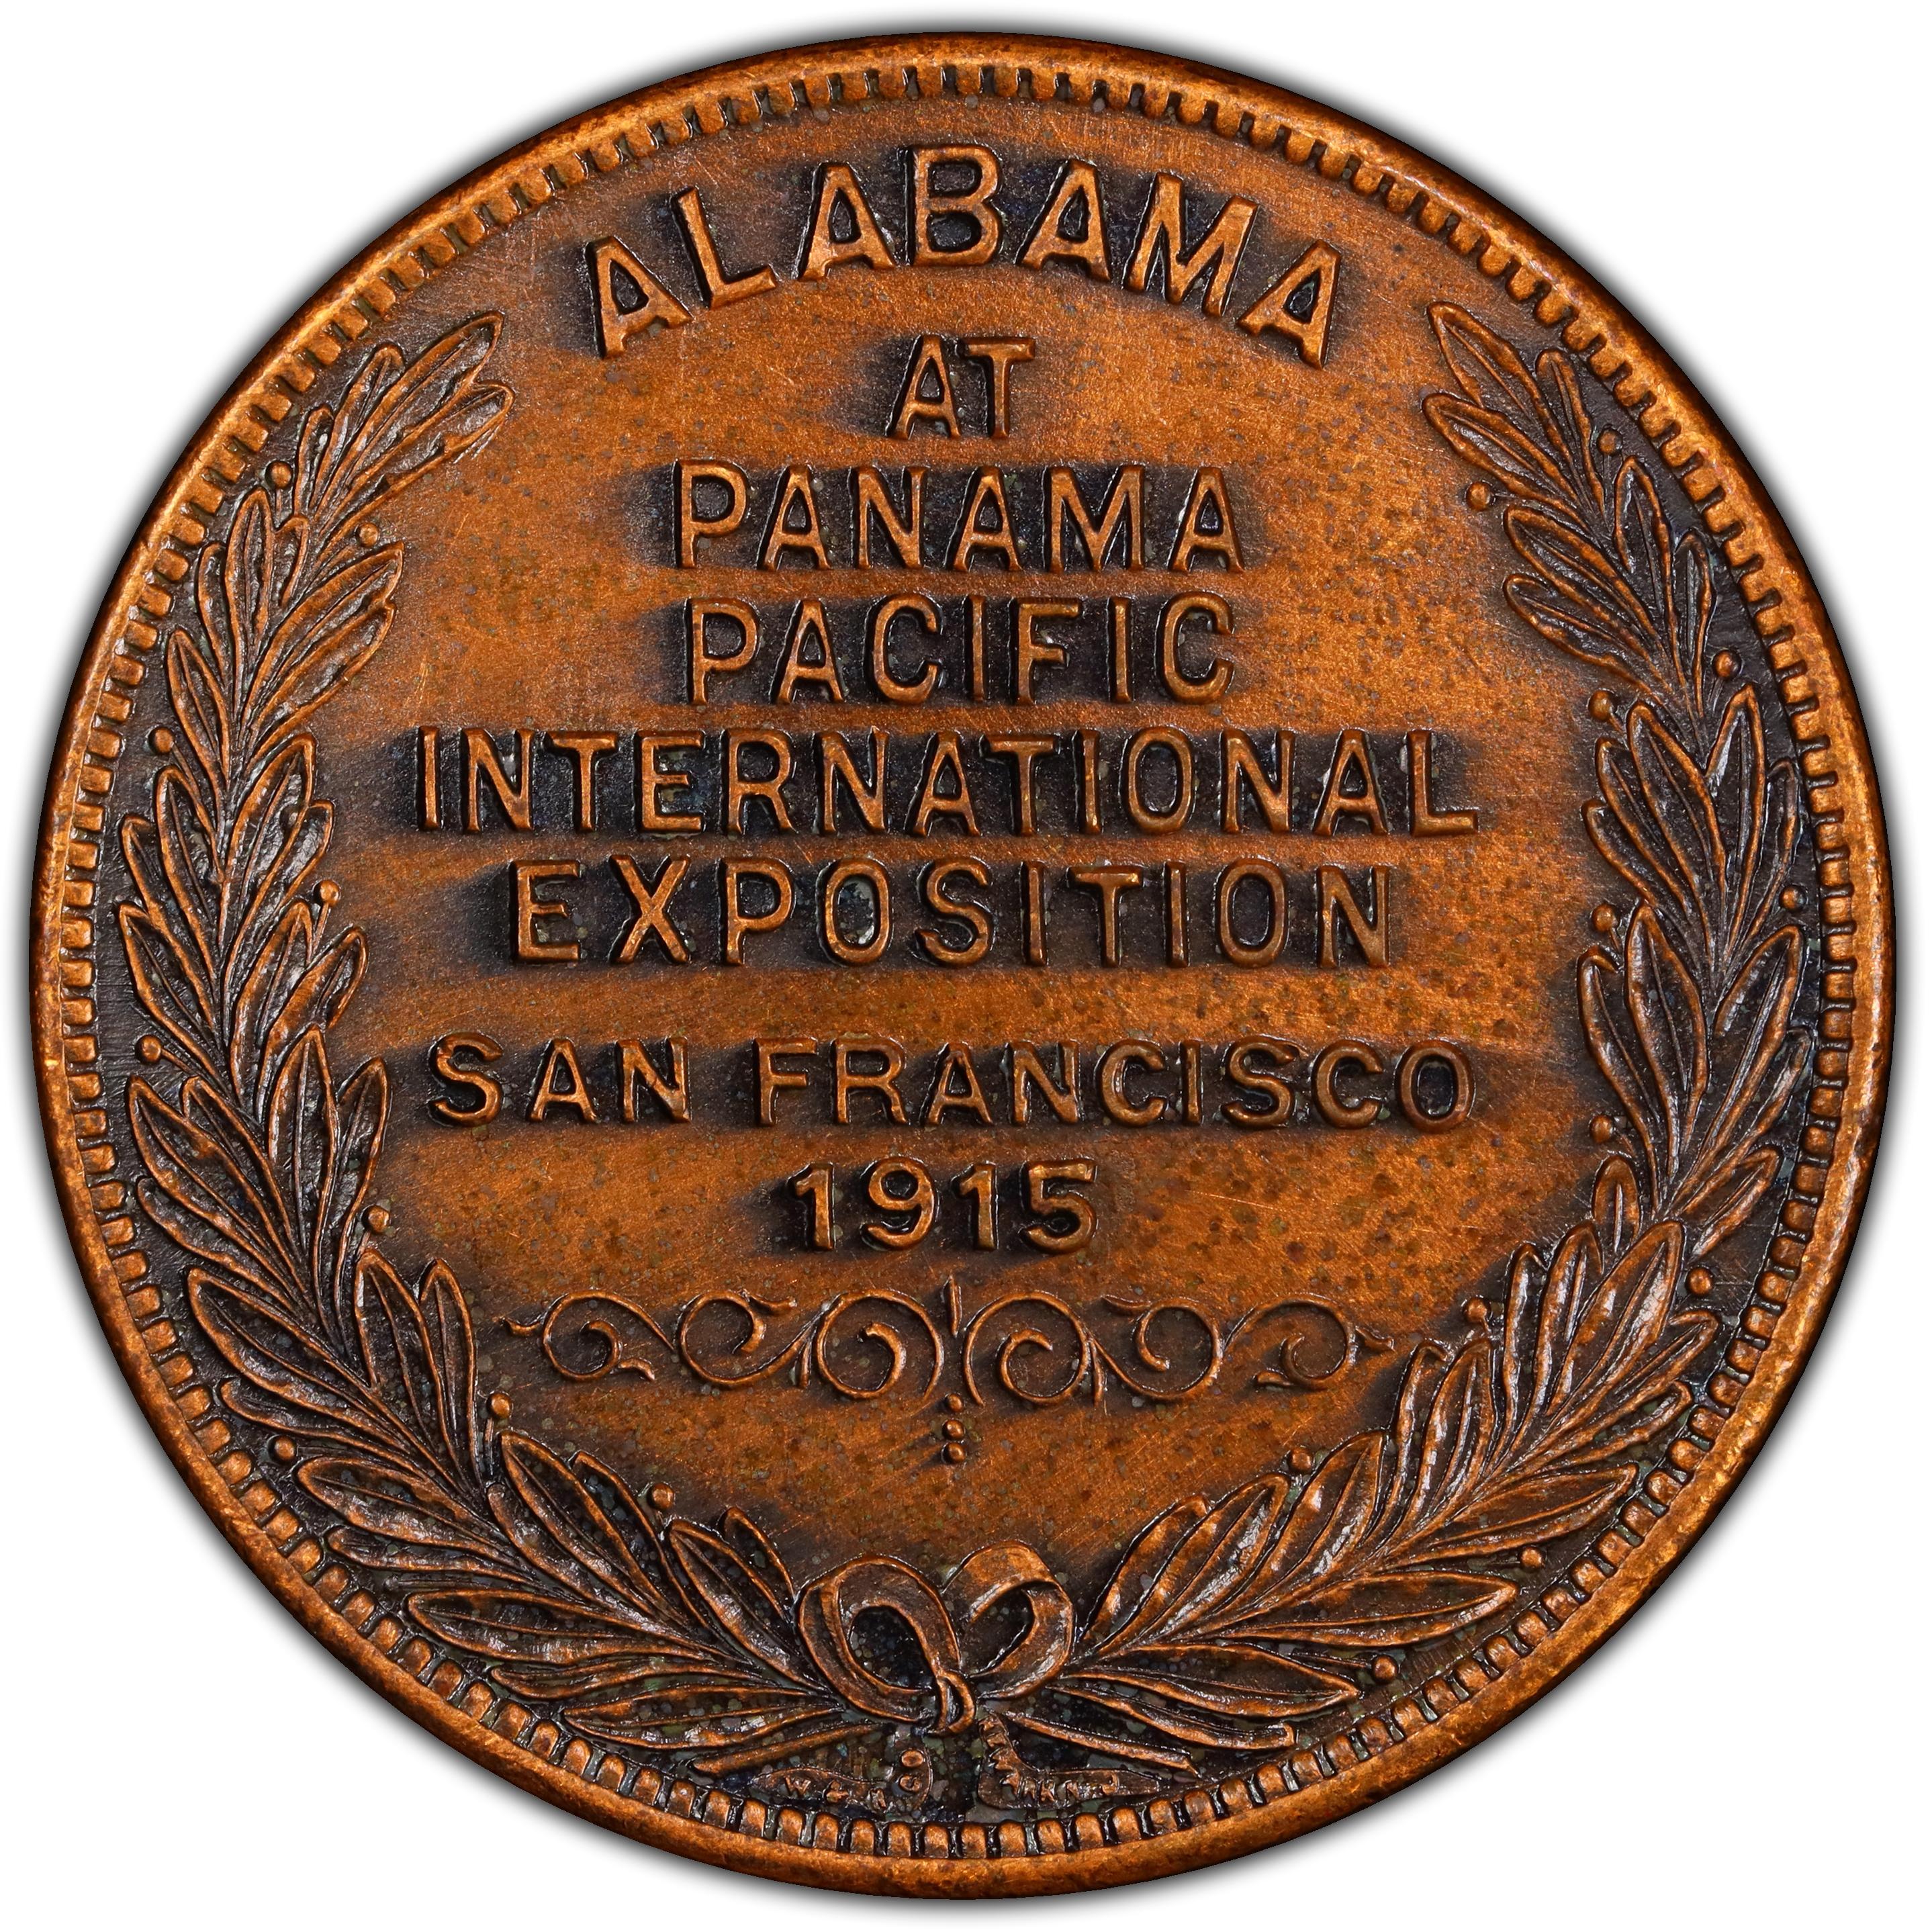 ALABAMA
AT
PANAMA
PACIFIC
INTERNATIONAL
EXPOSITION
SAN FRANCISCO
1915